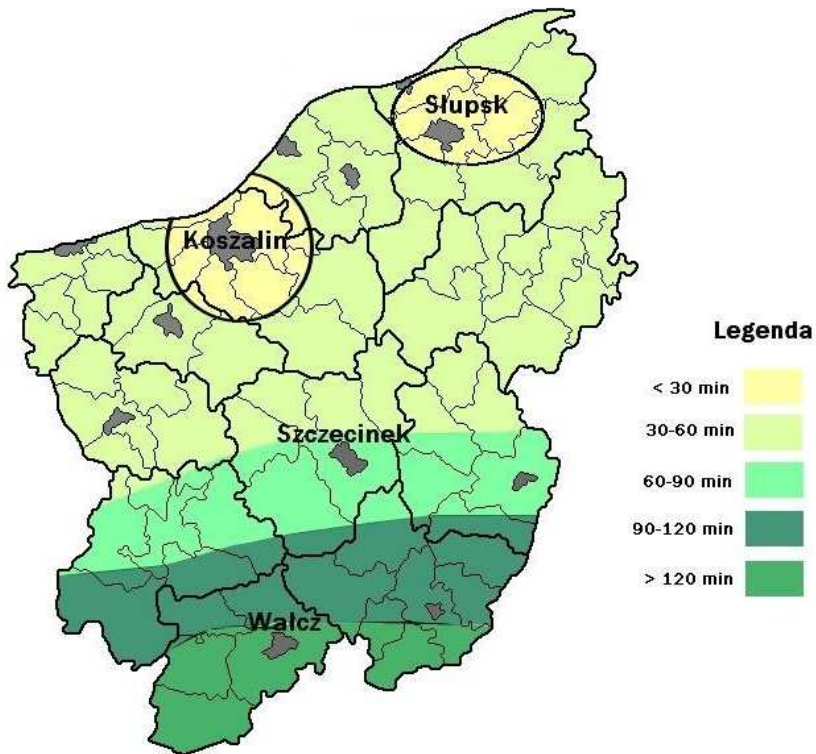 Słupsk
Koszalin
Szczecinek
Wałcz
Legenda
< 30 min
30-60 min
60-90 min
90-120 min
> 120 min